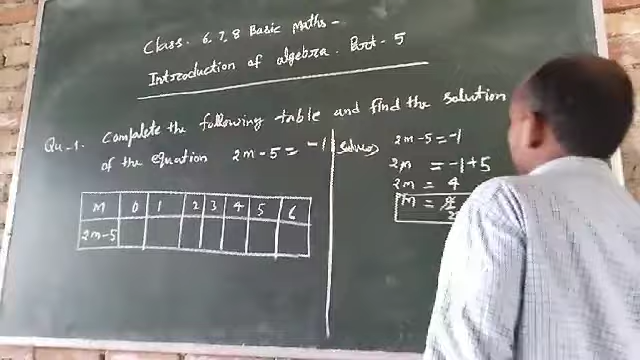 Class. 6, 7, 8 Basic Maths -
Introduction of algebra. Part - 5
Qu-1. Complete the following table and find the solution
of the equation 2m - 5 = -1
M 0 1 2 3 4 5 6
2m-5
2m - 5 = -1
2m = -1 + 5
2m = 4
m = 4
2